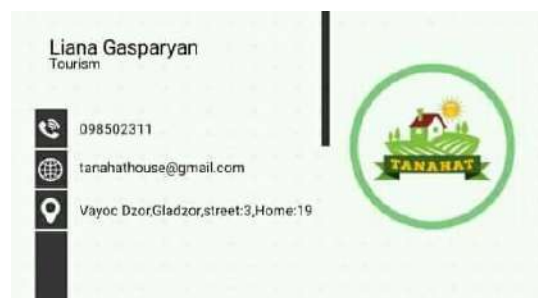 Liana Gasparyan
Tourism
098502311
tanahathouse@gmail.com
Vayoc Dzor,Gladzor,street:3,Home:19
TANAHAT